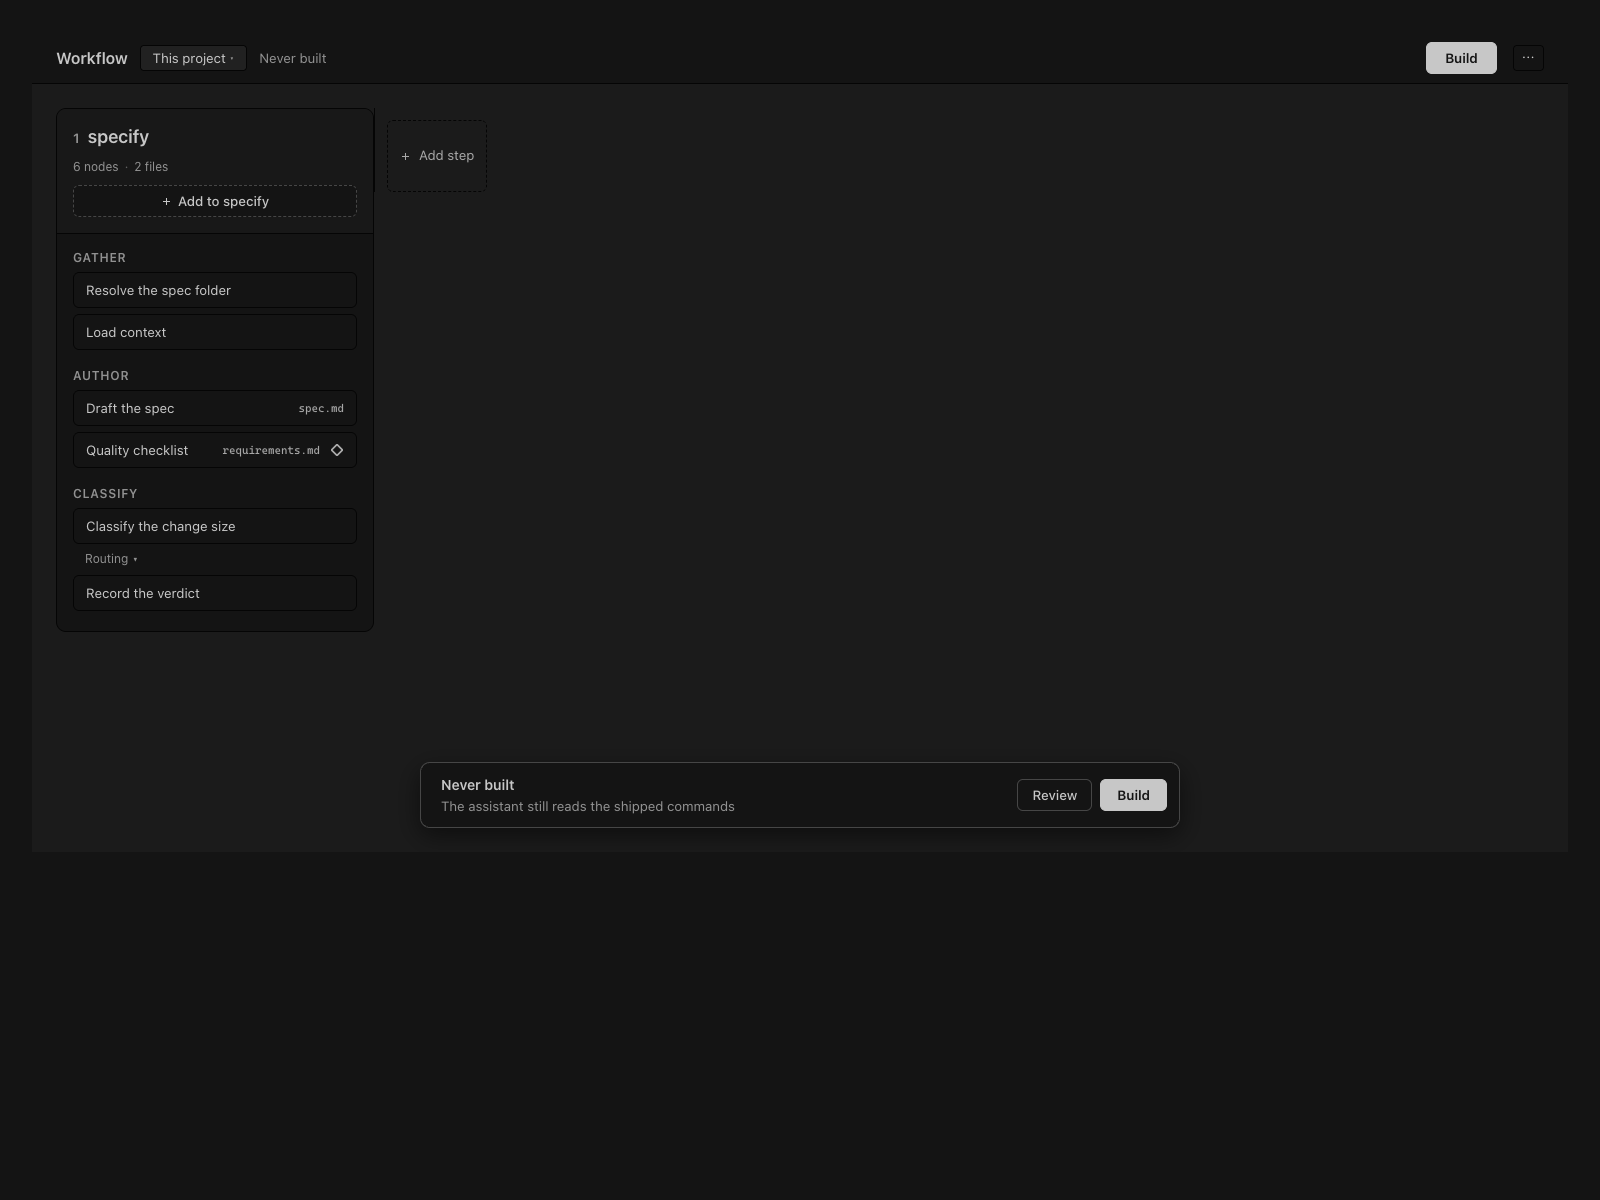 Workflow This project Never built Build ...
1 specify
6 nodes · 2 files
+ Add to specify
+ Add step
GATHER
Resolve the spec folder
Load context
AUTHOR
Draft the spec spec.md
Quality checklist requirements.md
CLASSIFY
Classify the change size
Routing
Record the verdict
Never built
The assistant still reads the shipped commands
Review Build